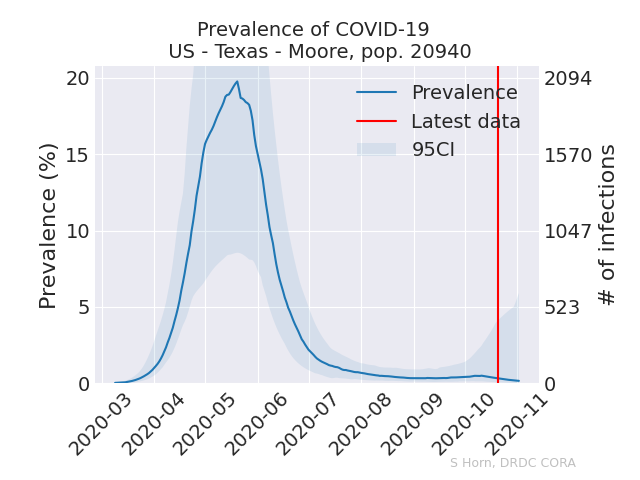 Prevalence of COVID-19
US - Texas - Moore, pop. 20940
Prevalence (%)
20
15
10
5
0
Prevalence
Latest data
95CI
2094
1570
1047
523
0
# of infections
2020-03
2020-04
2020-05
2020-06
2020-07
2020-08
2020-09
2020-10
2020-11
S Horn, DRDC CORA